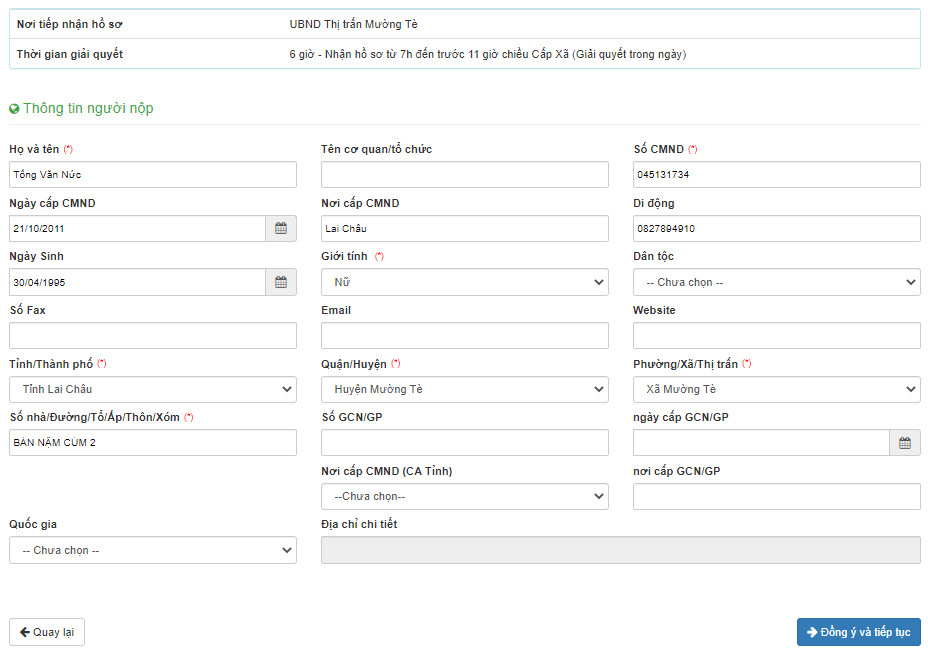 Nơi tiếp nhận hồ sơ UBND Thị trấn Mường Tè
Thời gian giải quyết 6 giờ - Nhận hồ sơ từ 7h đến trước 11 giờ chiều Cấp Xã (Giải quyết trong ngày)
Thông tin người nộp
Họ và tên (*) Tên cơ quan/tổ chức Số CMND (*)
Tống Văn Nức 045131734
Ngày cấp CMND Nơi cấp CMND Di động
21/10/2011 Lai Châu 0827894910
Ngày Sinh Giới tính (*) Dân tộc
30/04/1995 Nữ -- Chưa chọn --
Số Fax Email Website
Tỉnh/Thành phố (*) Quận/Huyện (*) Phường/Xã/Thị trấn (*)
Tỉnh Lai Châu Huyện Mường Tè Xã Mường Tè
Số nhà/Đường/Tổ/Ấp/Thôn/Xóm (*) Số GCN/GP ngày cấp GCN/GP
BẢN NẬM CÙM 2
Nơi cấp CMND (CA Tỉnh) nơi cấp GCN/GP
--Chưa chọn--
Quốc gia Địa chỉ chi tiết
-- Chưa chọn --
Quay lại Đồng ý và tiếp tục